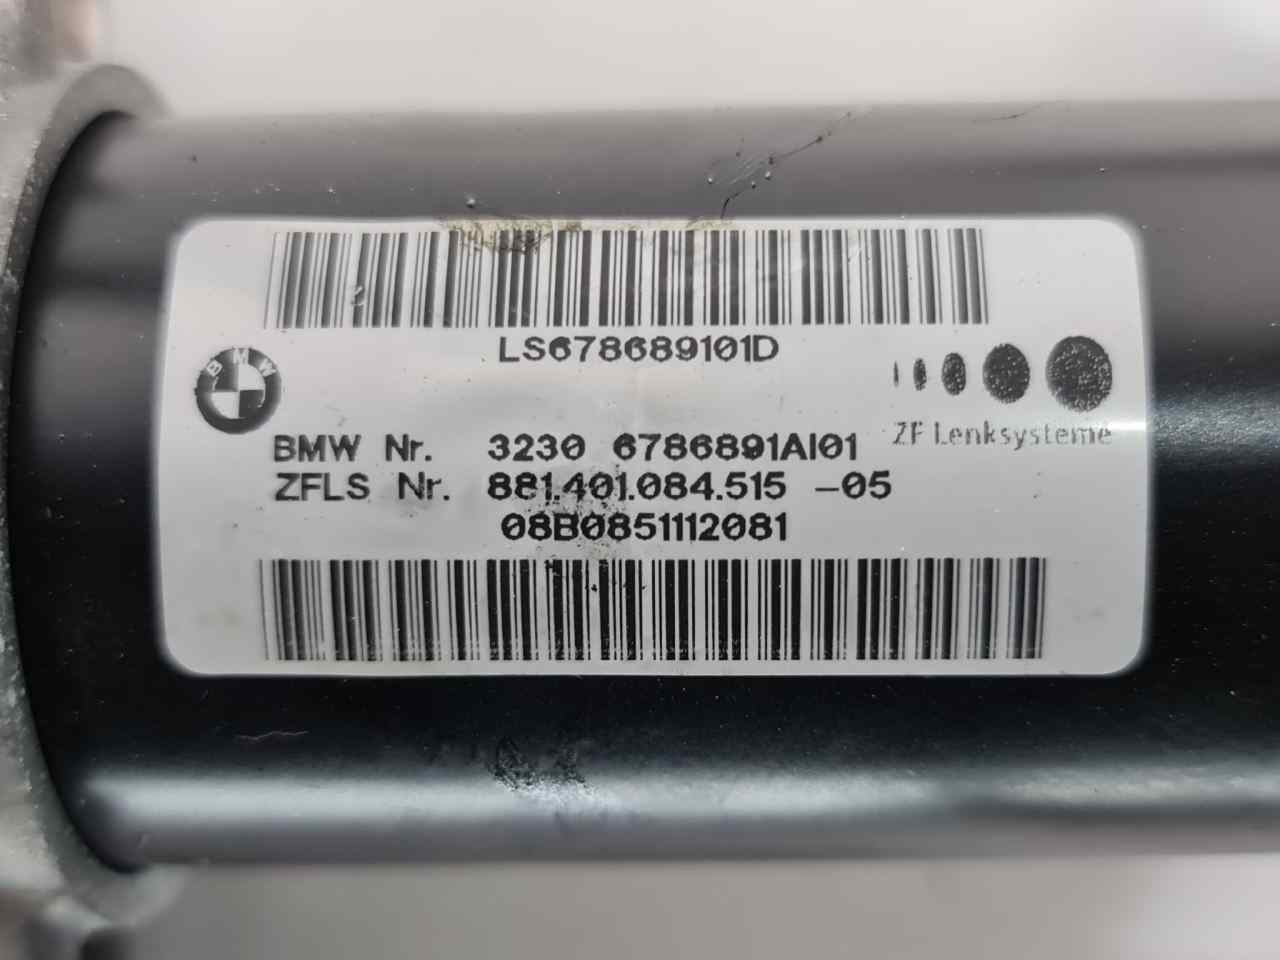 LS678689101D
BMW
BMW Nr. 3230 6786891AI01
ZF Lenksysteme
ZFLS Nr. 881.401.084.515 -05
08B0851112081